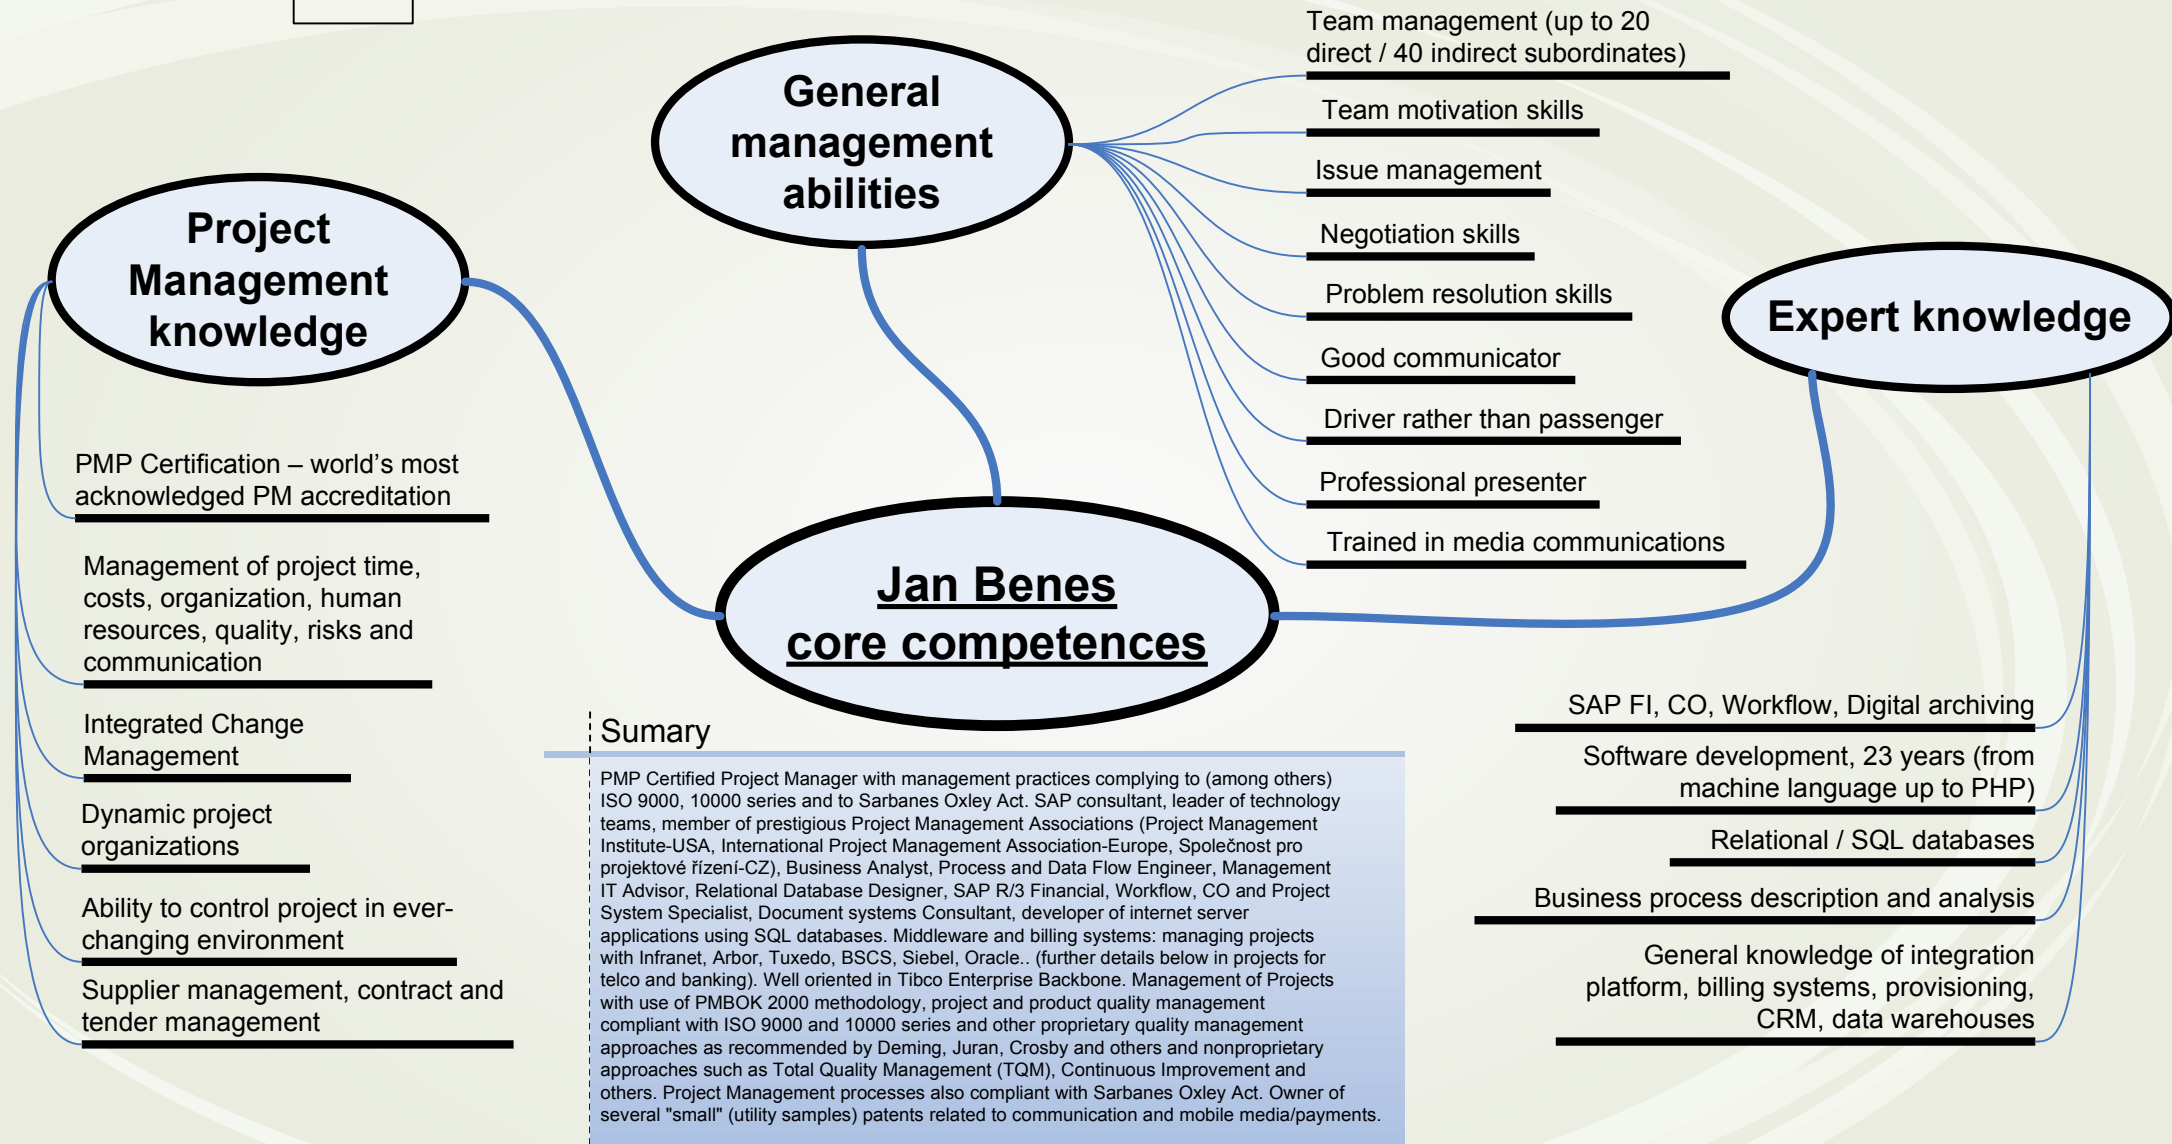 General
management
abilities
Team management (up to 20
direct / 40 indirect subordinates)
Team motivation skills
Issue management
Negotiation skills
Problem resolution skills
Good communicator
Driver rather than passenger
Professional presenter
Trained in media communications
Project
Management
knowledge
PMP Certification – world's most
acknowledged PM accreditation
Management of project time,
costs, organization, human
resources, quality, risks and
communication
Integrated Change
Management
Dynamic project
organizations
Ability to control project in ever-
changing environment
Supplier management, contract and
tender management
Expert knowledge
SAP FI, CO, Workflow, Digital archiving
Software development, 23 years (from
machine language up to PHP)
Relational / SQL databases
Business process description and analysis
General knowledge of integration
platform, billing systems, provisioning,
CRM, data warehouses
Jan Benes
core competences
Sumary
PMP Certified Project Manager with management practices complying to (among others)
ISO 9000, 10000 series and to Sarbanes Oxley Act. SAP consultant, leader of technology
teams, member of prestigious Project Management Associations (Project Management
Institute-USA, International Project Management Association-Europe, Společnost pro
projektové řízení-CZ), Business Analyst, Process and Data Flow Engineer, Management
IT Advisor, Relational Database Designer, SAP R/3 Financial, Workflow, CO and Project
System Specialist, Document systems Consultant, developer of internet server
applications using SQL databases. Middleware and billing systems: managing projects
with Infranet, Arbor, Tuxedo, BSCS, Siebel, Oracle.. (further details below in projects for
telco and banking). Well oriented in Tibco Enterprise Backbone. Management of Projects
with use of PMBOK 2000 methodology, project and product quality management
compliant with ISO 9000 and 10000 series and other proprietary quality management
approaches as recommended by Deming, Juran, Crosby and others and nonproprietary
approaches such as Total Quality Management (TQM), Continuous Improvement and
others. Project Management processes also compliant with Sarbanes Oxley Act. Owner of
several "small" (utility samples) patents related to communication and mobile media/payments.